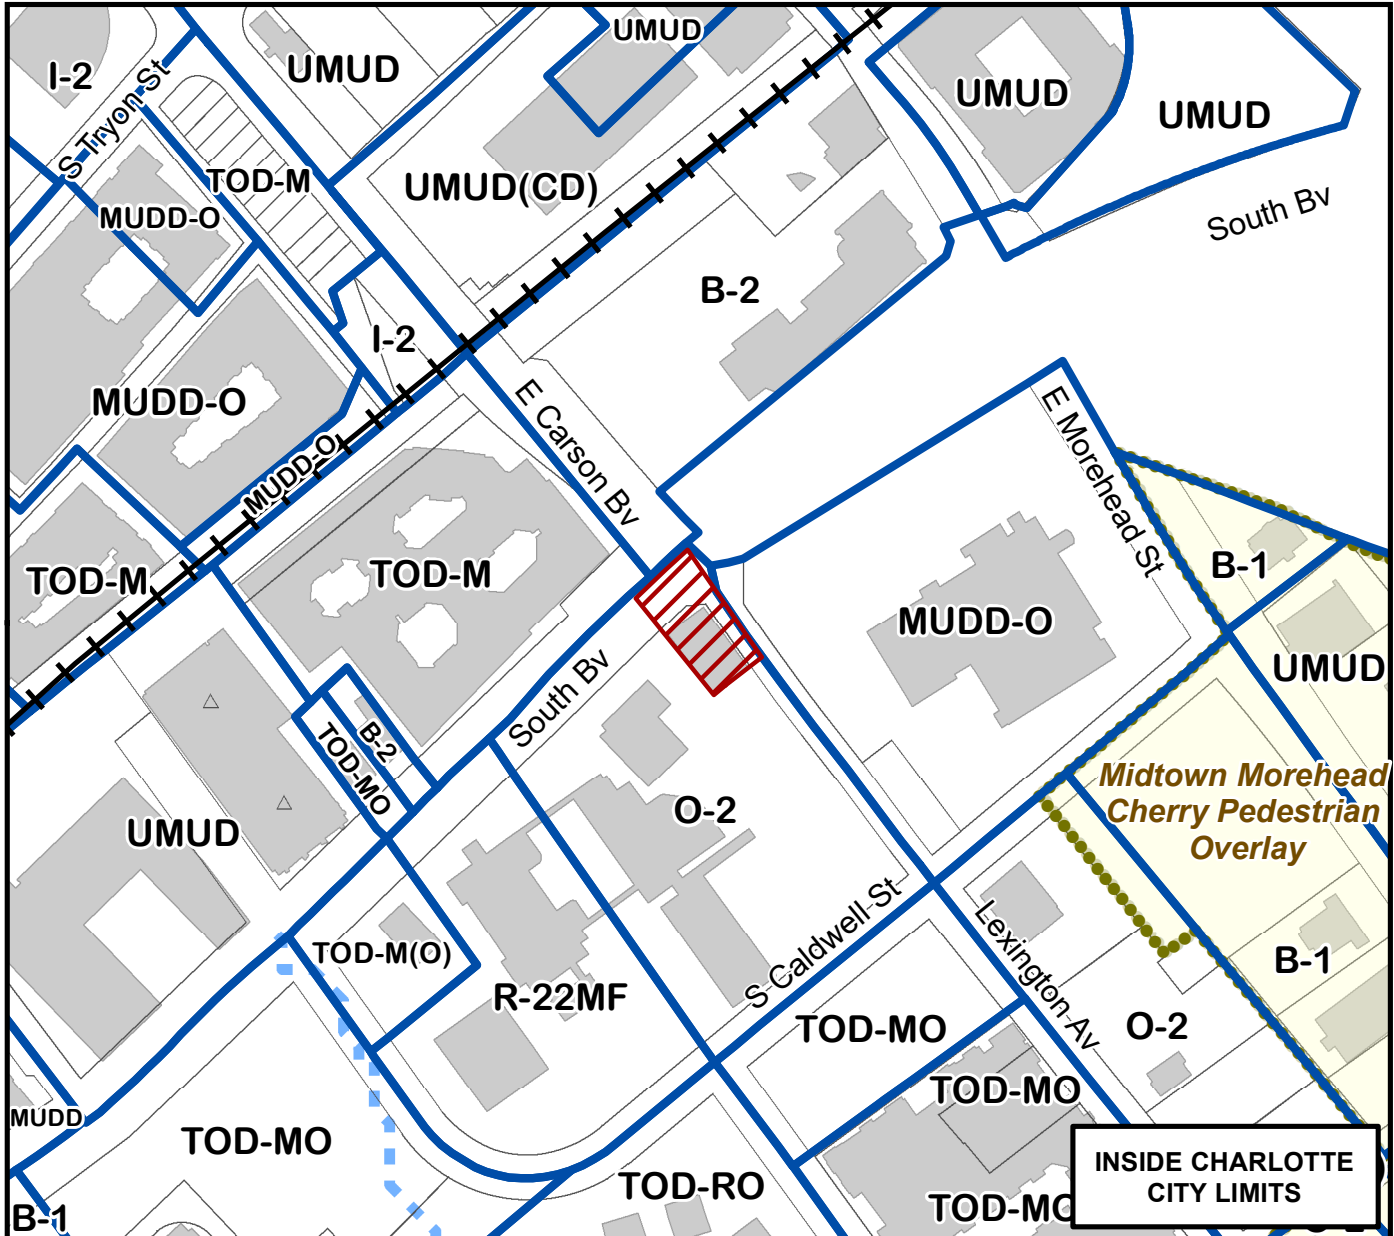 UMUD
I-2
UMUD
UMUD
UMUD
S Tryon St
TOD-M
UMUD(CD)
MUDD-O
South Bv
B-2
I-2
MUDD-O
E Carson Bv
E Morehead St
MUDD-O
TOD-M
TOD-M
B-1
MUDD-O
UMUD
South Bv
B-2
TOD-MO
Midtown Morehead
Cherry Pedestrian
Overlay
O-2
UMUD
S Caldwell St
Lexington Av
TOD-M(O)
B-1
R-22MF
TOD-MO
O-2
TOD-MO
MUDD
TOD-MO
INSIDE CHARLOTTE
CITY LIMITS
TOD-RO
B-1